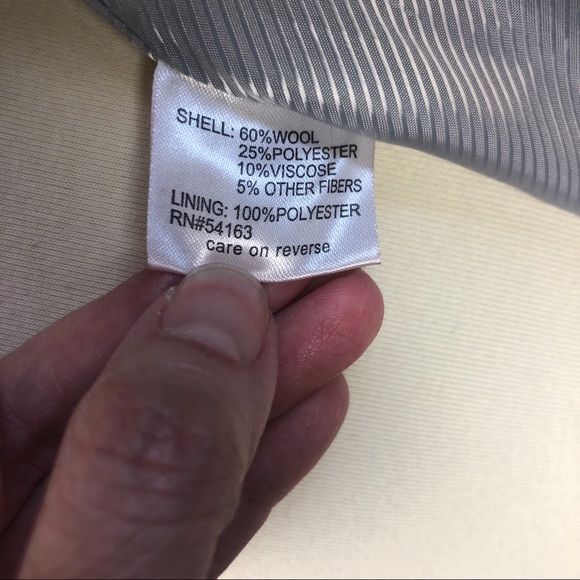 SHELL: 60%WOOL
25%POLYESTER
10%VISCOSE
5% OTHER FIBERS
LINING: 100%POLYESTER
RN#54163
care on reverse